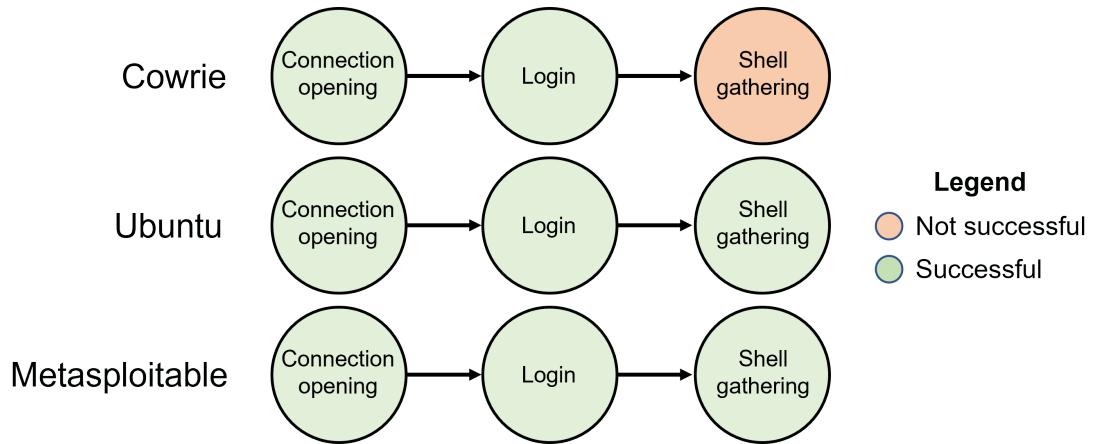 Cowrie
Connection
opening
Login
Shell
gathering
Ubuntu
Connection
opening
Login
Shell
gathering
Metasploitable
Connection
opening
Login
Shell
gathering
Legend
Not successful
Successful